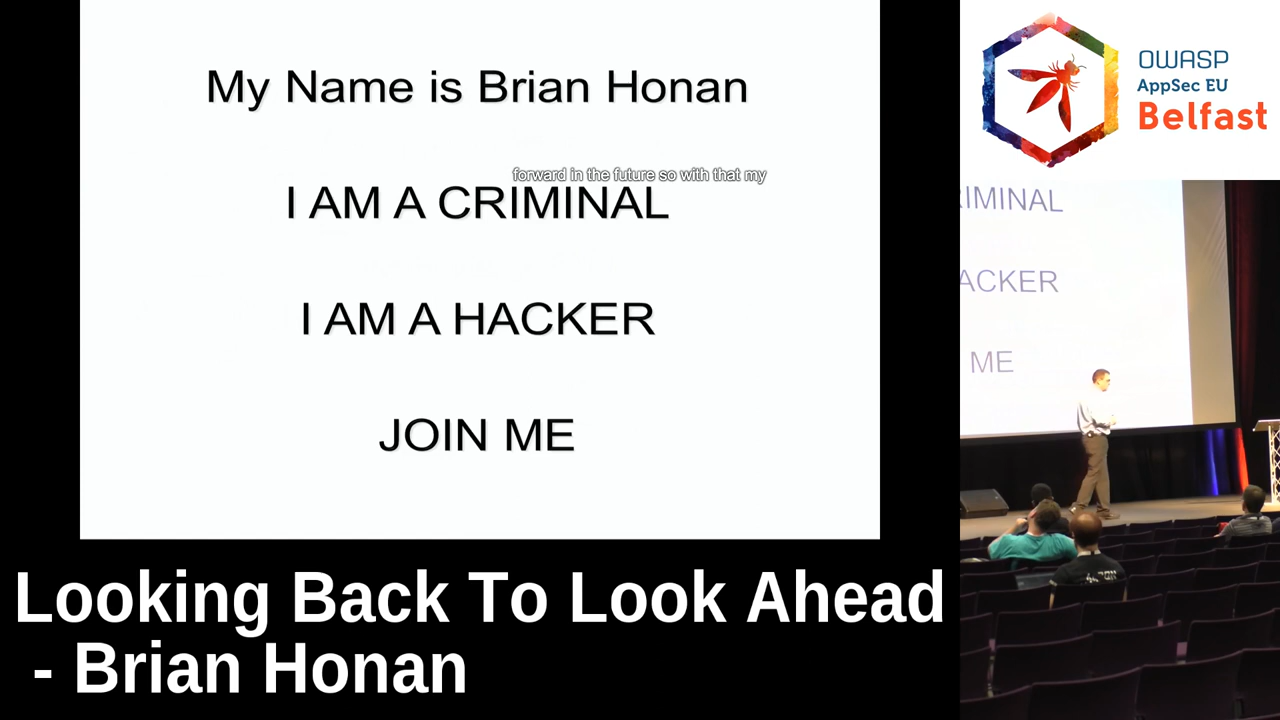 My Name is Brian Honan
forward in the future so with that my
I AM A CRIMINAL
I AM A HACKER
JOIN ME
Looking Back To Look Ahead
- Brian Honan
OWASP
AppSec EU
Belfast
RIMINAL
ACKER
ME